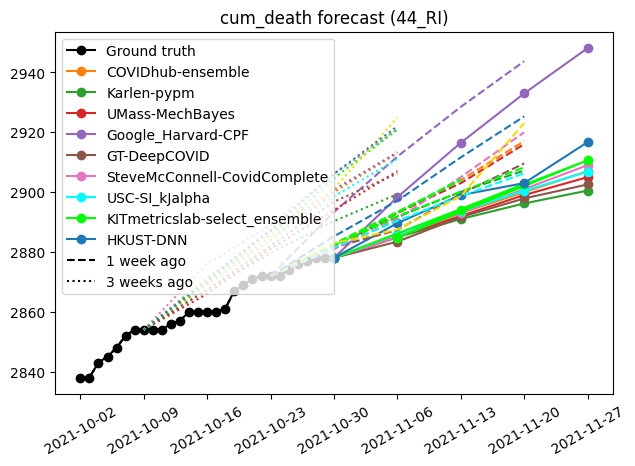 cum_death forecast (44_RI)
2940
2920
2900
2880
2860
2840
Ground truth
COVIDhub-ensemble
Karlen-pypm
UMass-MechBayes
Google_Harvard-CPF
GT-DeepCOVID
SteveMcConnell-CovidComplete
USC-SI_kJalpha
KITmetricslab-select_ensemble
HKUST-DNN
1 week ago
3 weeks ago
2021-10-02
2021-10-09
2021-10-16
2021-10-23
2021-10-30
2021-11-06
2021-11-13
2021-11-20
2021-11-27